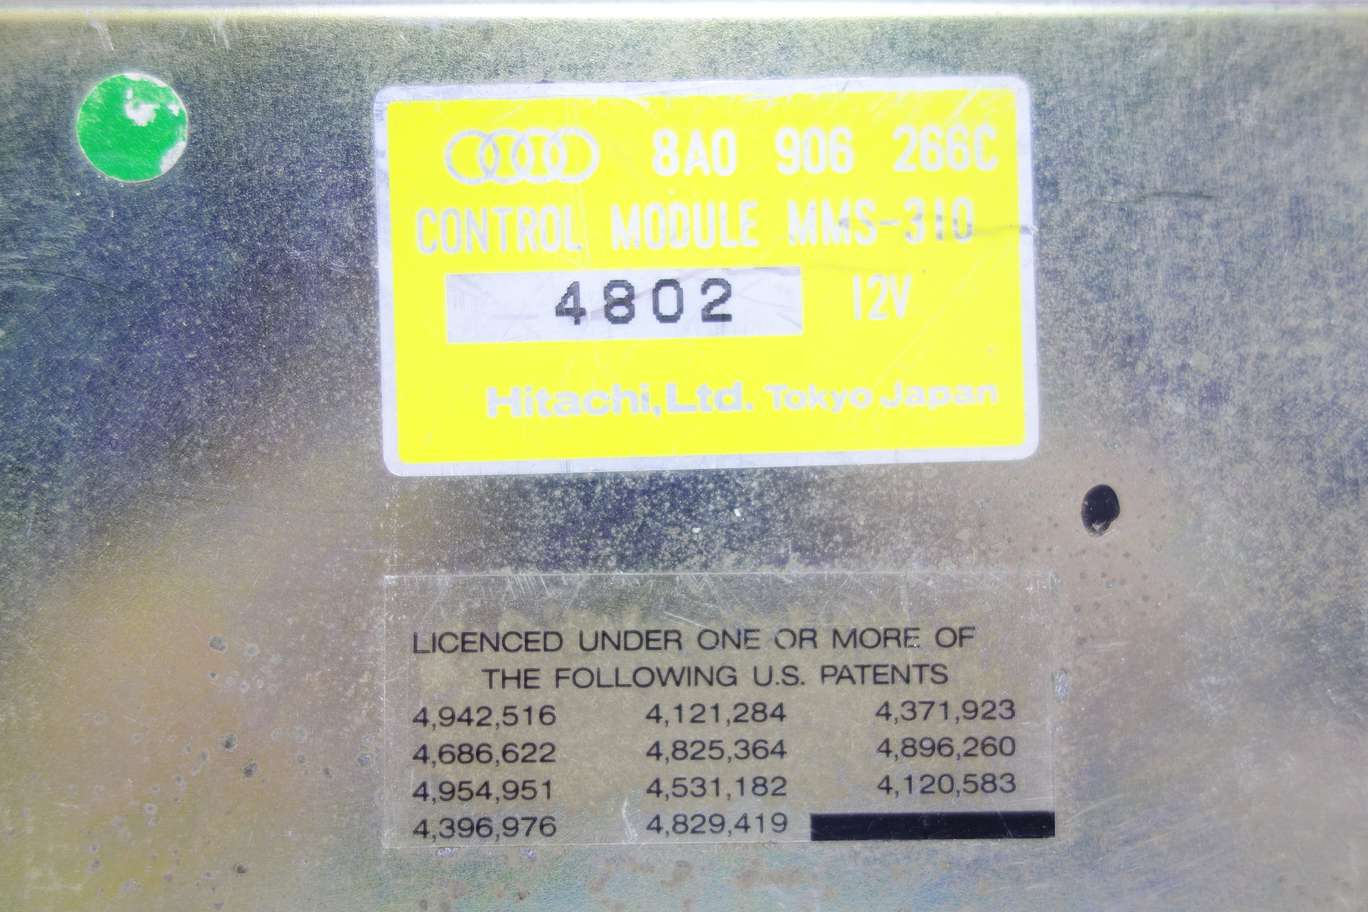 8A0 906 266C
CONTROL MODULE MMS-310
4802 12V
Hitachi, Ltd. Tokyo Japan
LICENCED UNDER ONE OR MORE OF
THE FOLLOWING U.S. PATENTS
4,942,516 4,121,284 4,371,923
4,686,622 4,825,364 4,896,260
4,954,951 4,531,182 4,120,583
4,396,976 4,829,419